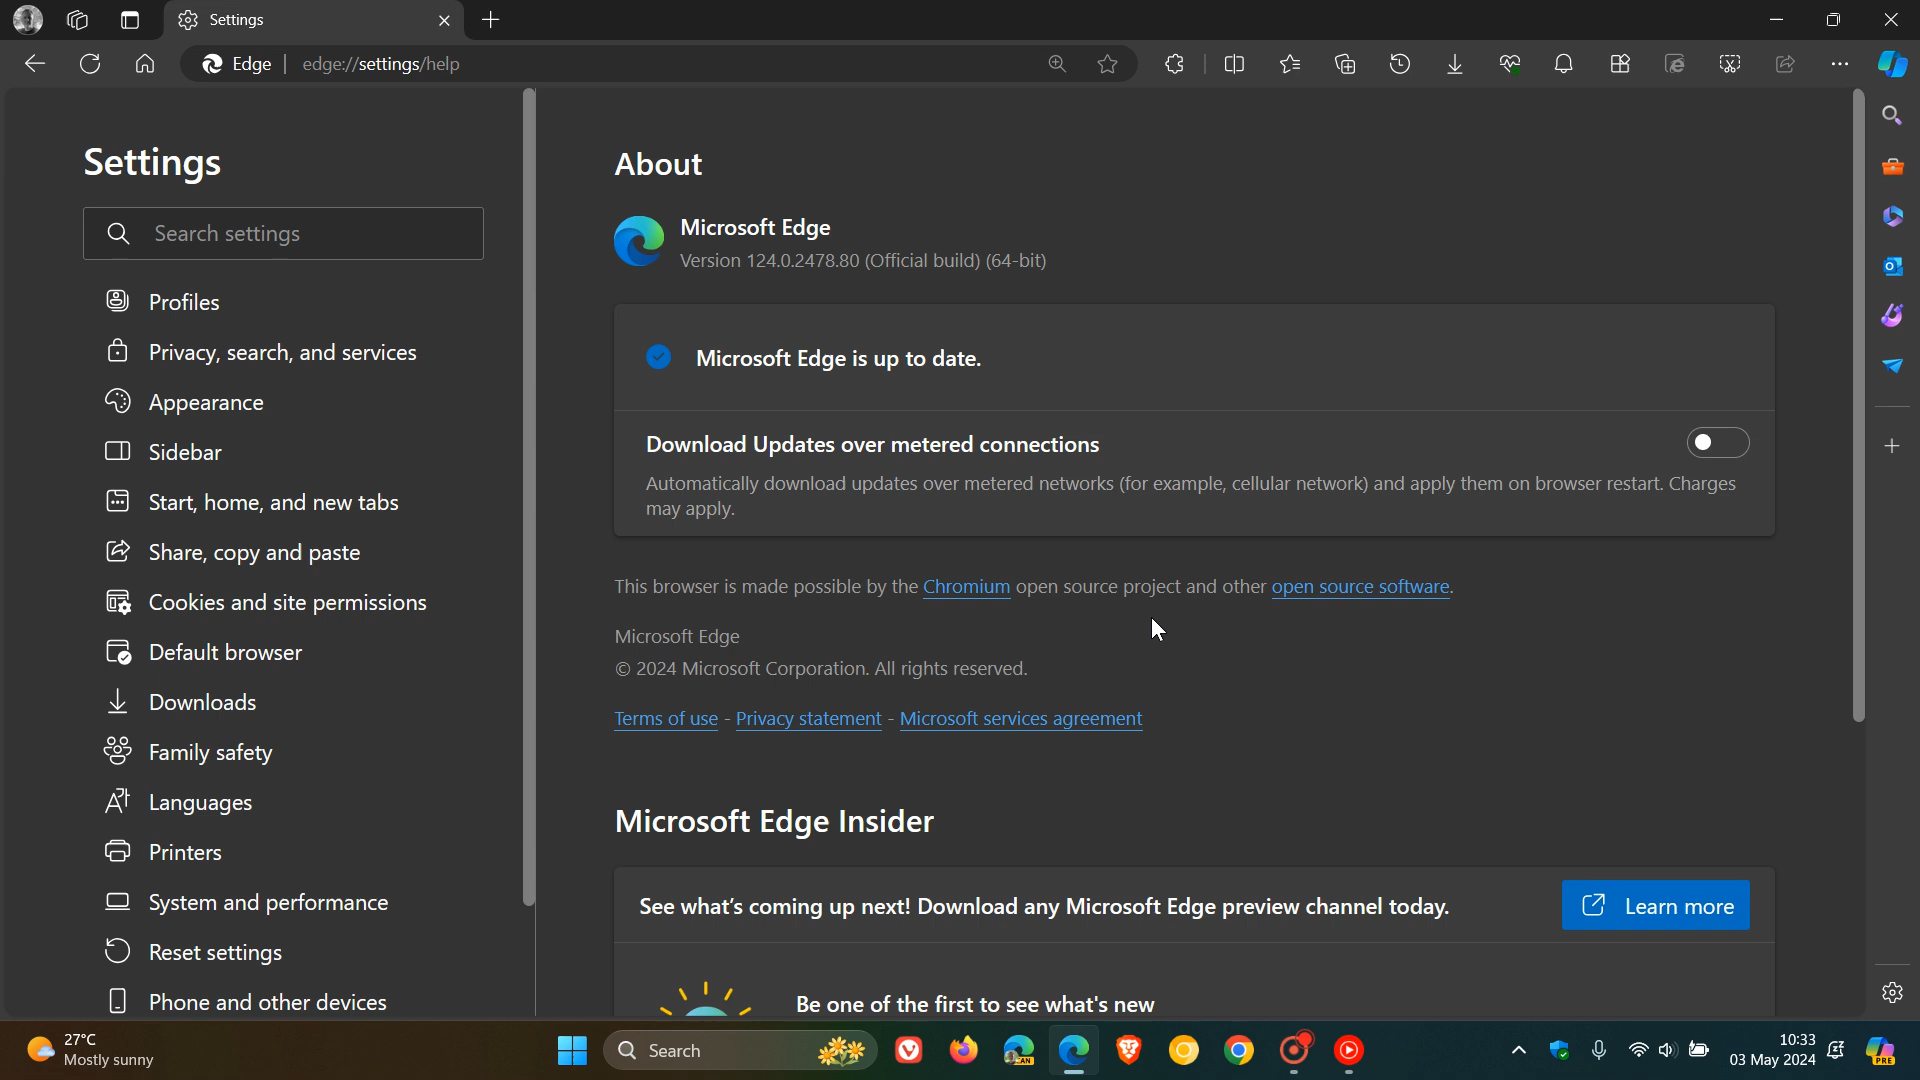 Settings
Edge
edge://settings/help
Settings
Search settings
Profiles
Privacy, search, and services
Appearance
Sidebar
Start, home, and new tabs
Share, copy and paste
Cookies and site permissions
Default browser
Downloads
Family safety
Languages
Printers
System and performance
Reset settings
Phone and other devices
About
Microsoft Edge
Version 124.0.2478.80 (Official build) (64-bit)
Microsoft Edge is up to date.
Download Updates over metered connections
Automatically download updates over metered networks (for example, cellular network) and apply them on browser restart. Charges
may apply.
This browser is made possible by the Chromium open source project and other open source software.
Microsoft Edge
© 2024 Microsoft Corporation. All rights reserved.
Terms of use - Privacy statement - Microsoft services agreement
Microsoft Edge Insider
See what's coming up next! Download any Microsoft Edge preview channel today.
Learn more
Be one of the first to see what's new
27°C
Mostly sunny
Search
CAN
10:33
03 May 2024
PRE